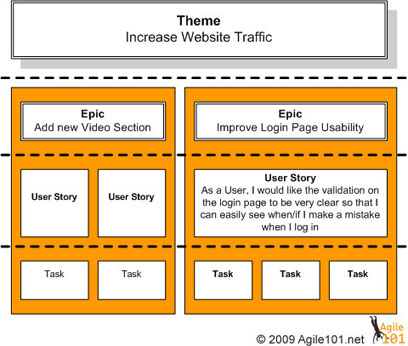 Theme
Increase Website Traffic
Epic
Add new Video Section
Epic
Improve Login Page Usability
User Story
User Story
User Story
As a User, I would like the validation on
the login page to be very clear so that I
can easily see when/if I make a mistake
when I log in
Task
Task
Task
Task
Task
© 2009 Agile101.net
Agile
101